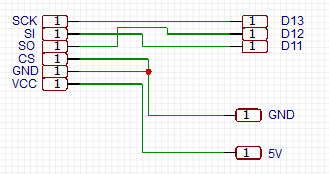 SCK 1 1 D13
SI 1 1 D12
SO 1 1 D11
CS 1
GND 1
VCC 1
1 GND
1 5V